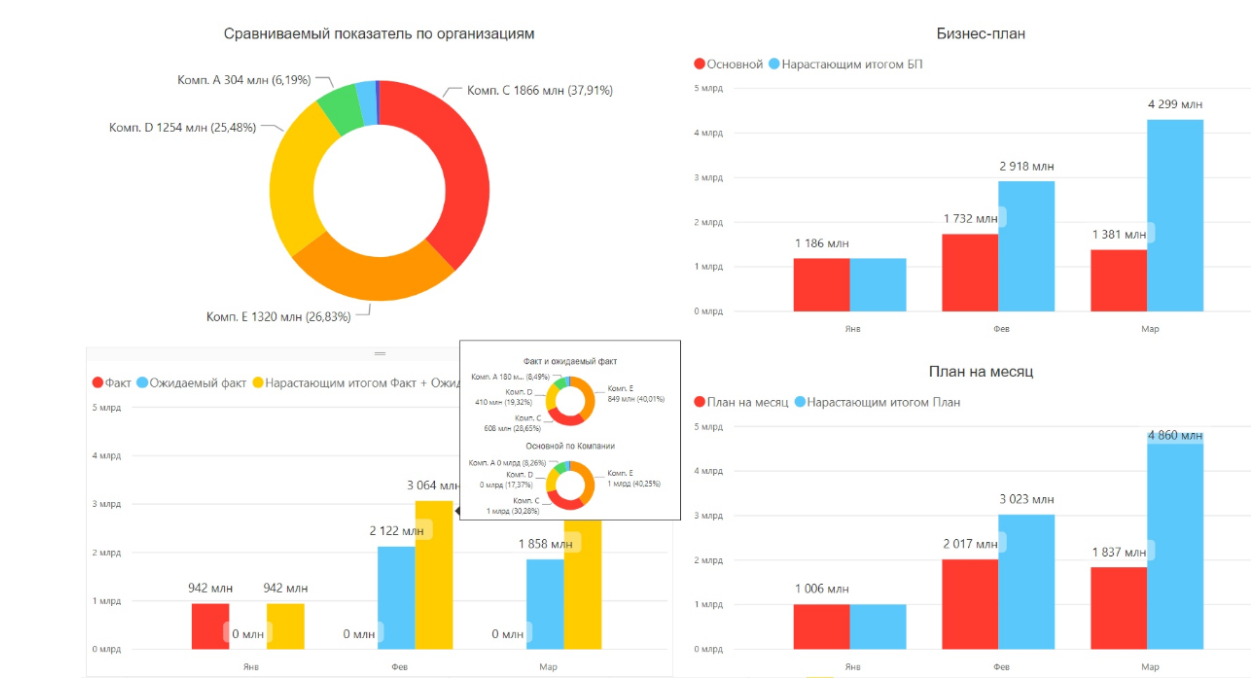 Сравниваемый показатель по организациям
Комп. A 304 млн (6,19%)
Комп. C 1866 млн (37,91%)
Комп. D 1254 млн (25,48%)
Комп. E 1320 млн (26,83%)
Бизнес-план
Основной Нарастающим итогом БП
5 млрд
4 млрд
3 млрд
2 млрд
1 млрд
0 млрд
1 186 млн
1 732 млн
2 918 млн
1 381 млн
4 299 млн
Янв Фев Мар
Факт Ожидаемый факт Нарастающим итогом Факт + Ожид
5 млрд
4 млрд
3 млрд
2 млрд
1 млрд
0 млрд
942 млн
0 млн
942 млн
0 млн
2 122 млн
3 064 млн
0 млн
1 858 млн
Янв Фев Мар
Факт и ожидаемый факт
Комп. A 180 м... (8,49%)
Комп. D
410 млн (19,32%)
Комп. C
608 млн (28,65%)
Комп. E
849 млн (40,01%)
Основной по Компании
Комп. A 0 млрд (8,26%)
Комп. D
0 млрд (17,37%)
Комп. C
1 млрд (30,28%)
Комп. E
1 млрд (40,25%)
План на месяц
План на месяц Нарастающим итогом План
5 млрд
4 млрд
3 млрд
2 млрд
1 млрд
0 млрд
1 006 млн
2 017 млн
3 023 млн
1 837 млн
4 860 млн
Янв Фев Мар